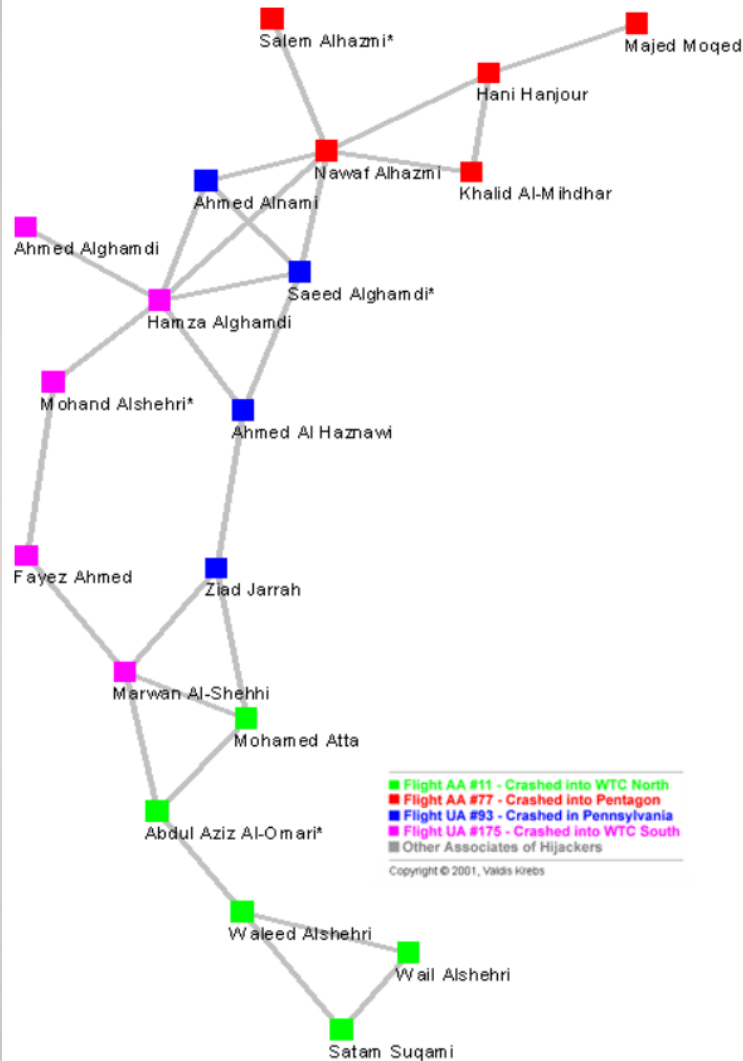 Salem Alhazmi*
Majed Moqed
Hani Hanjour
Nawaf Alhazmi
Khalid Al-Mihdhar
Ahmed Alnami
Ahmed Alghamdi
Saeed Alghamdi*
Hamza Alghamdi
Mohand Alshehri*
Ahmed Al Haznawi
Fayez Ahmed
Ziad Jarrah
Marwan Al-Shehhi
Mohamed Atta
Flight AA #11 - Crashed into WTC North
Flight AA #77 - Crashed into Pentagon
Flight UA #93 - Crashed in Pennsylvania
Flight UA #175 - Crashed into WTC South
Other Associates of Hijackers
Copyright © 2001, Valdis Krebs
Abdul Aziz Al-Omari*
Waleed Alshehri
Wail Alshehri
Satam Suqami